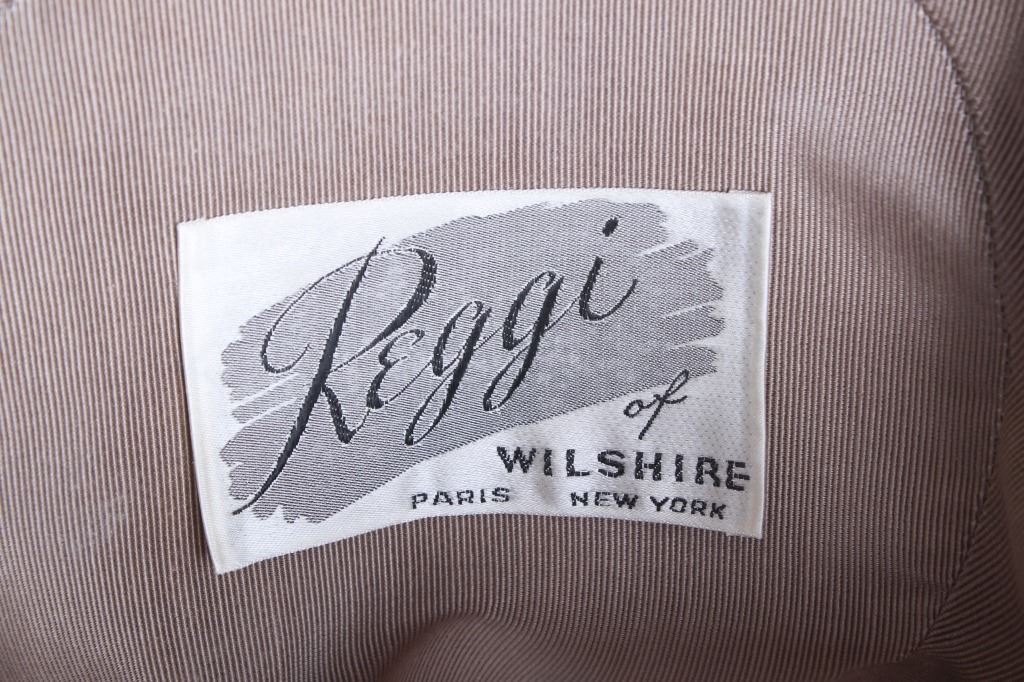 Reggi
of
WILSHIRE
PARIS NEW YORK